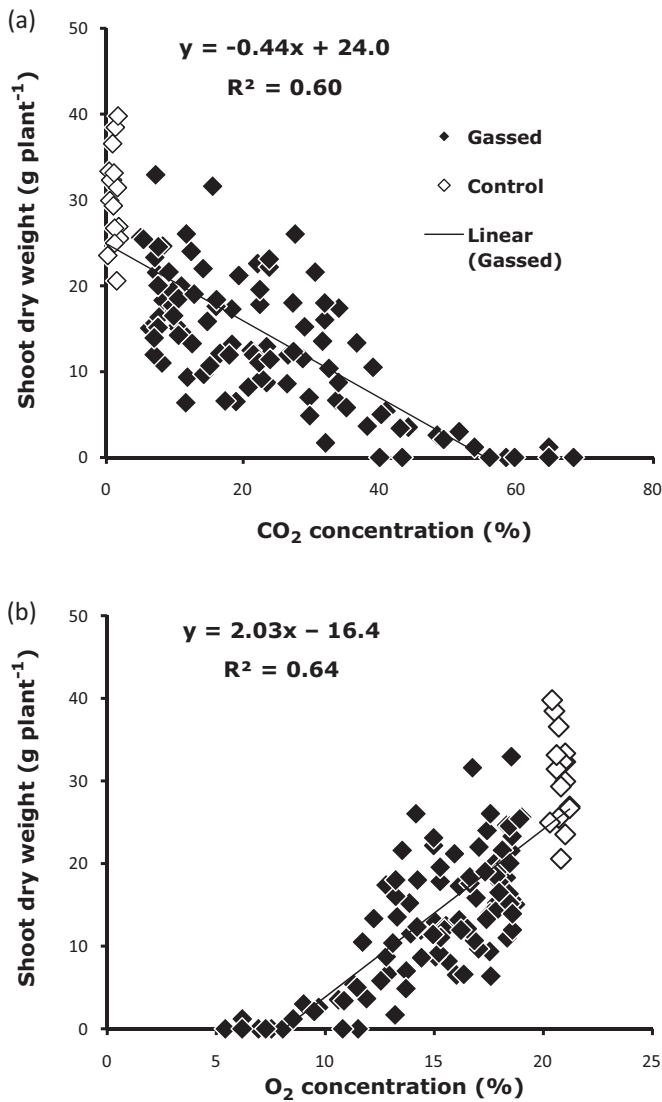 (a)
50
40
30
20
10
0
Shoot dry weight (g plant⁻¹)
y = -0.44x + 24.0
R² = 0.60
Gassed
Control
Linear
(Gassed)
0 20 40 60 80
CO₂ concentration (%)
(b)
50
40
30
20
10
0
Shoot dry weight (g plant⁻¹)
y = 2.03x – 16.4
R² = 0.64
0 5 10 15 20 25
O₂ concentration (%)